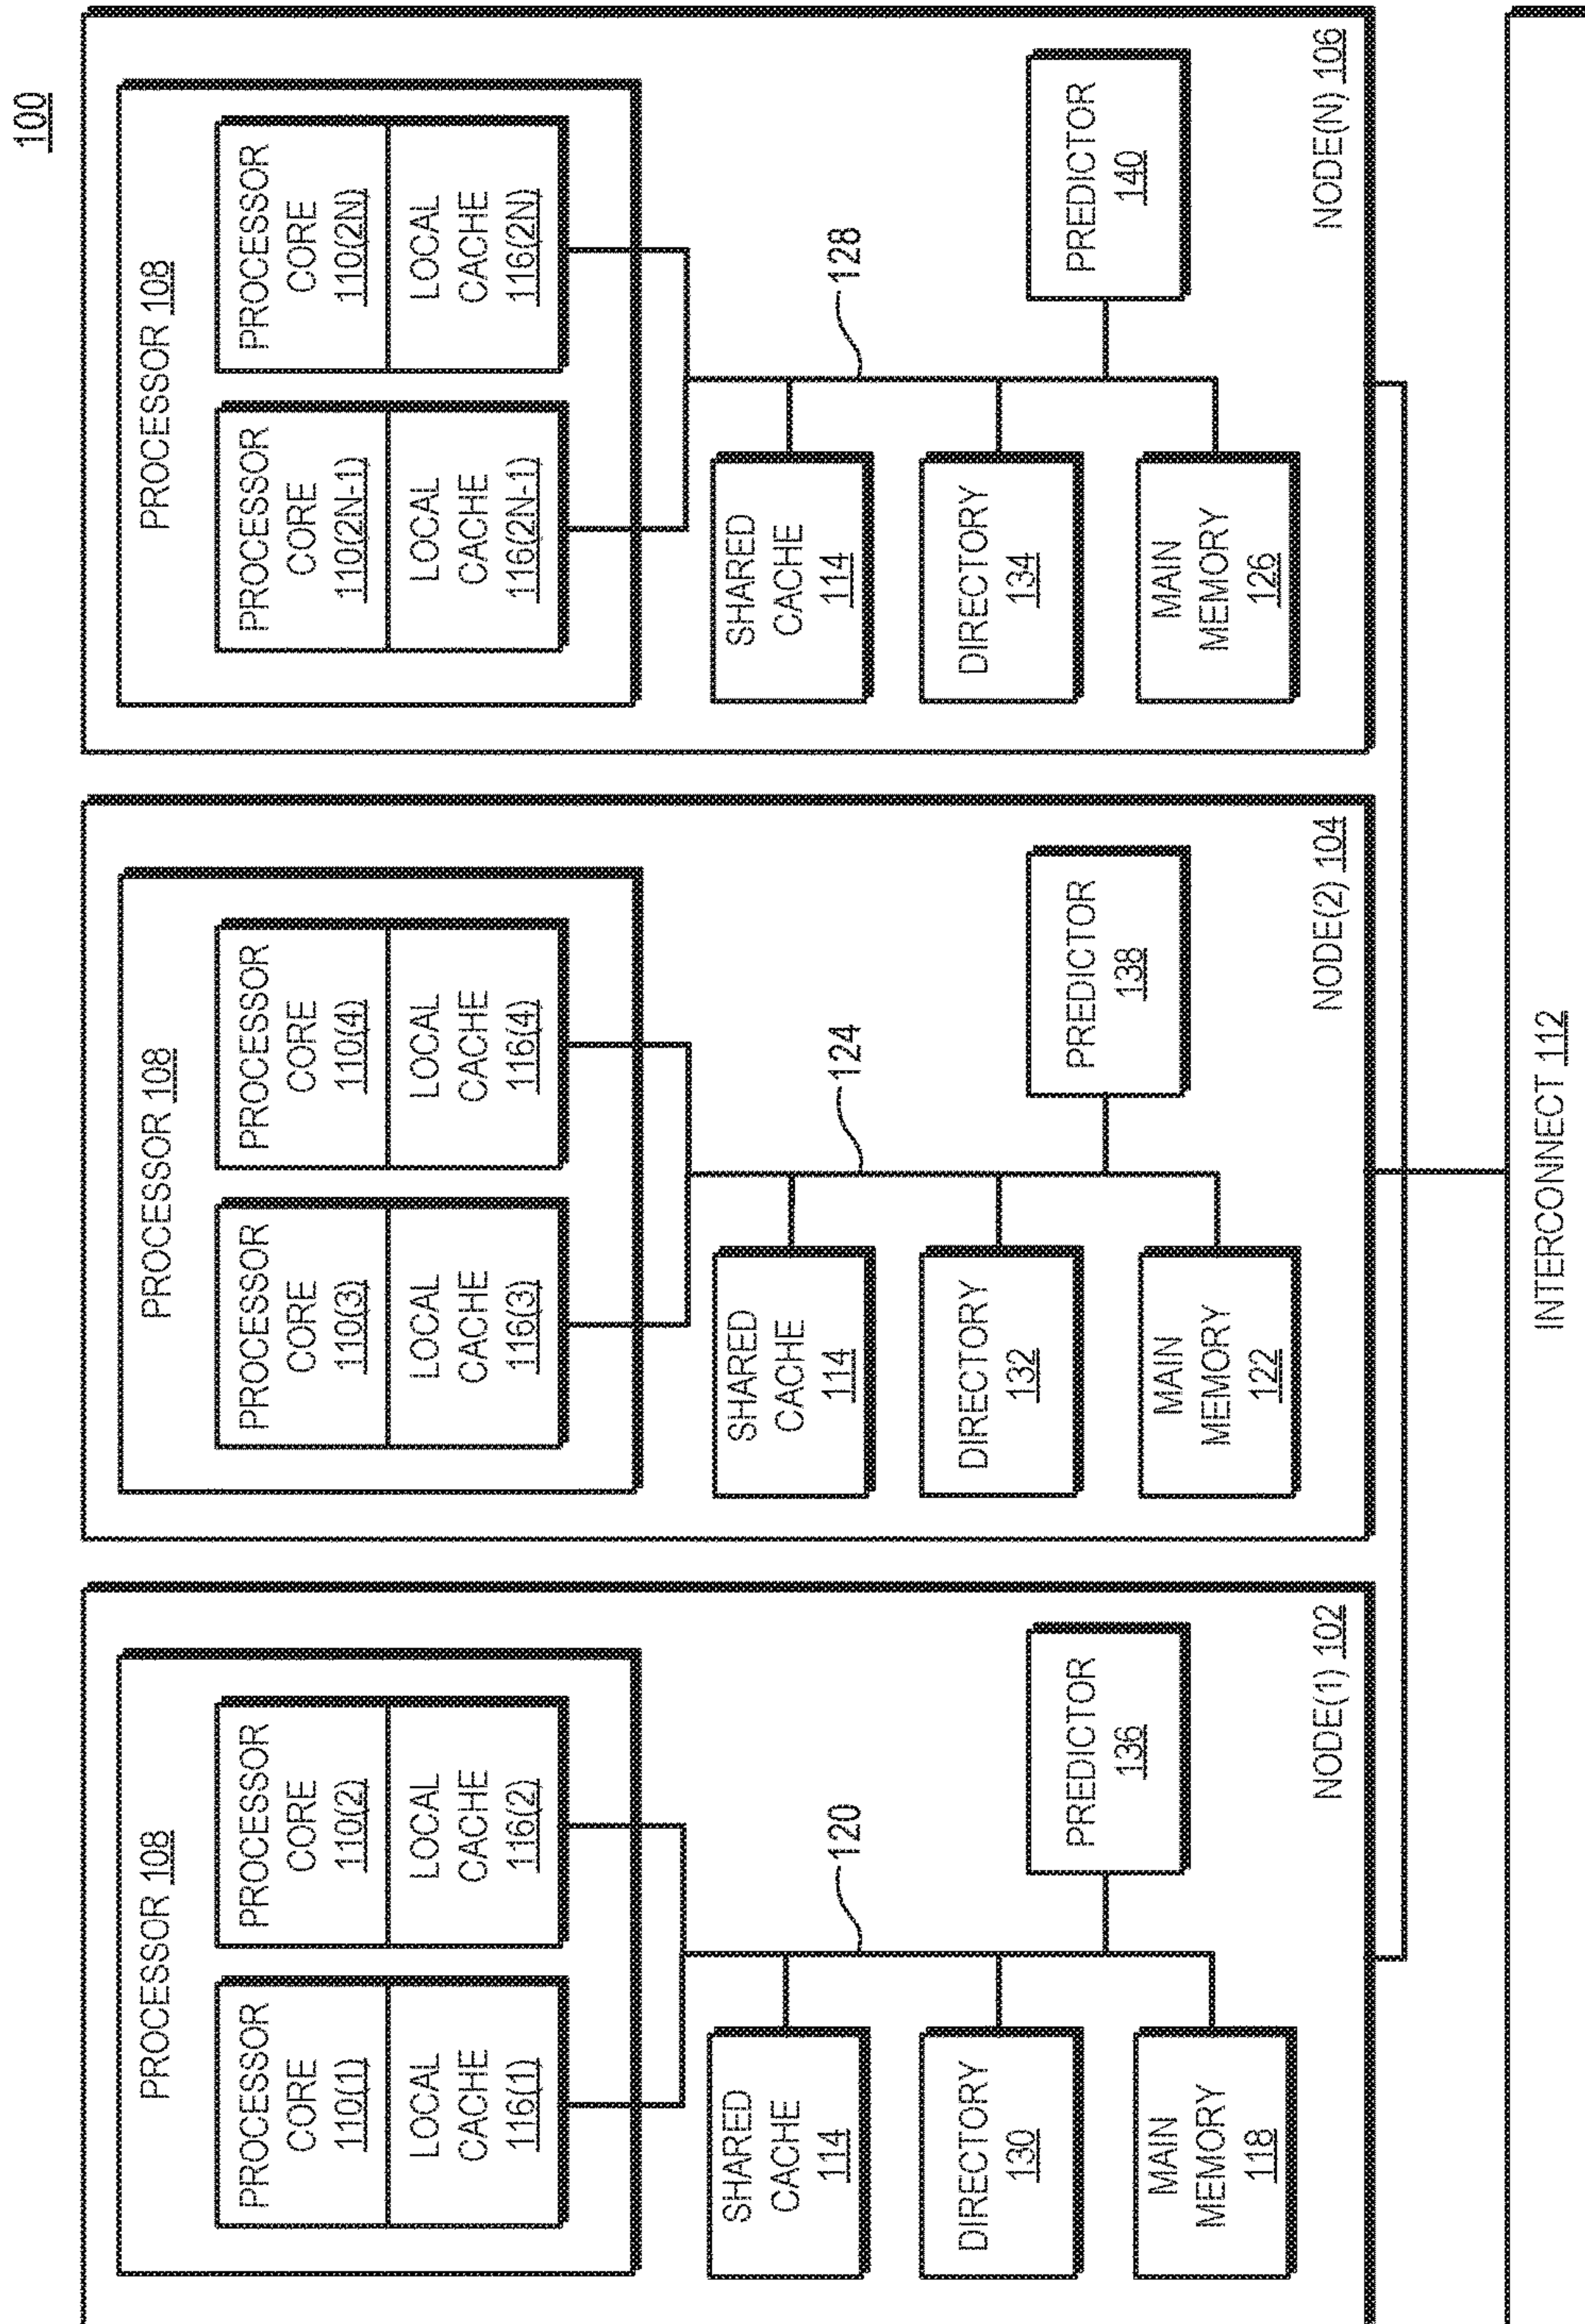 100
PROCESSOR 108
PROCESSOR
CORE
110(1)
LOCAL
CACHE
116(1)
PROCESSOR
CORE
110(2)
LOCAL
CACHE
116(2)
SHARED
CACHE
114
120
DIRECTORY
130
PREDICTOR
136
MAIN
MEMORY
118
NODE(1) 102
PROCESSOR 108
PROCESSOR
CORE
110(3)
LOCAL
CACHE
116(3)
PROCESSOR
CORE
110(4)
LOCAL
CACHE
116(4)
SHARED
CACHE
114
124
DIRECTORY
132
PREDICTOR
138
MAIN
MEMORY
122
NODE(2) 104
PROCESSOR 108
PROCESSOR
CORE
110(2N-1)
LOCAL
CACHE
116(2N-1)
PROCESSOR
CORE
110(2N)
LOCAL
CACHE
116(2N)
SHARED
CACHE
114
128
DIRECTORY
134
PREDICTOR
140
MAIN
MEMORY
126
NODE(N) 106
INTERCONNECT 112